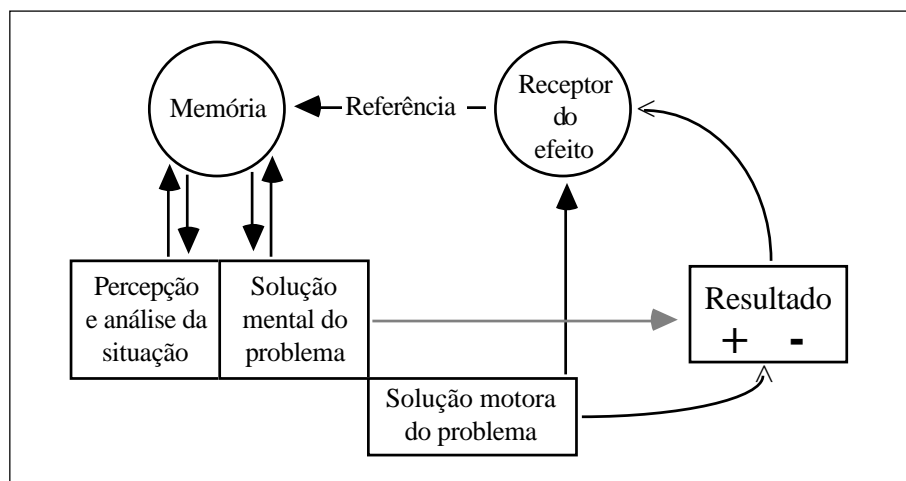 Memória
Referência
Receptor
do
efeito
Percepção
e análise da
situação
Solução
mental do
problema
Resultado
+ -
Solução motora
do problema